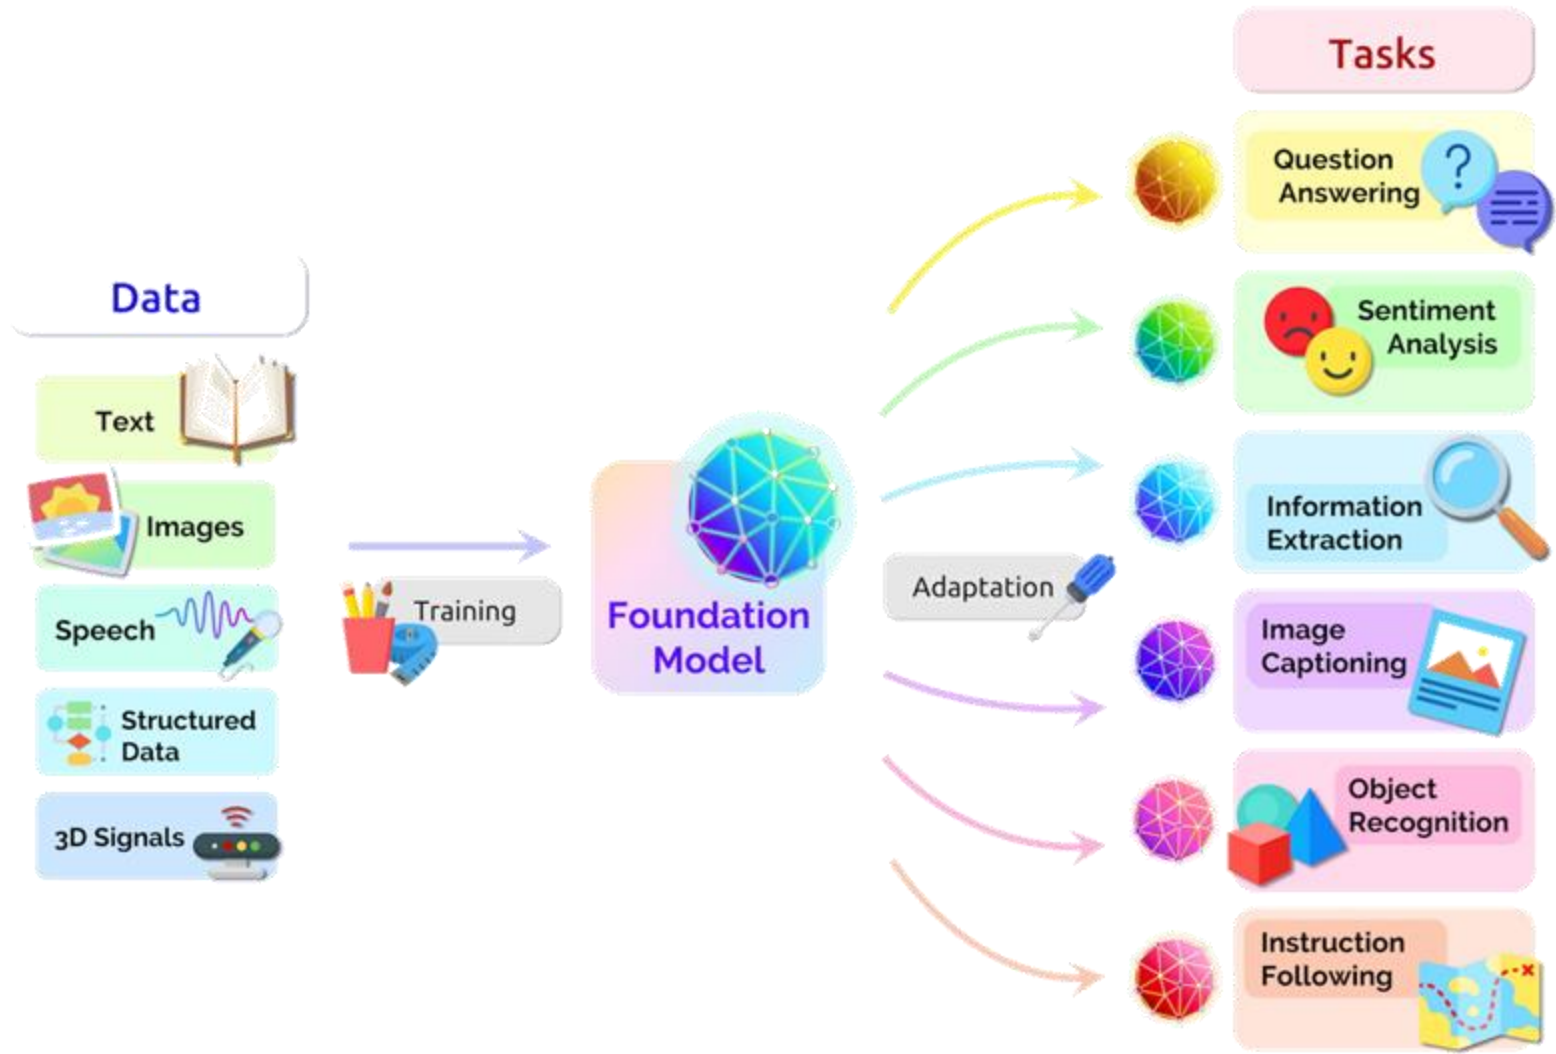 Tasks
Question
Answering
?
Sentiment
Analysis
Data
Text
Images
Speech
Structured
Data
3D Signals
Training
Foundation
Model
Adaptation
Information
Extraction
Image
Captioning
Object
Recognition
Instruction
Following